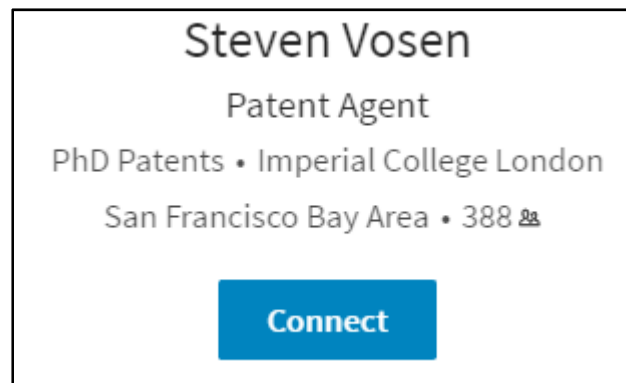 Steven Vosen
Patent Agent
PhD Patents • Imperial College London
San Francisco Bay Area • 388
Connect